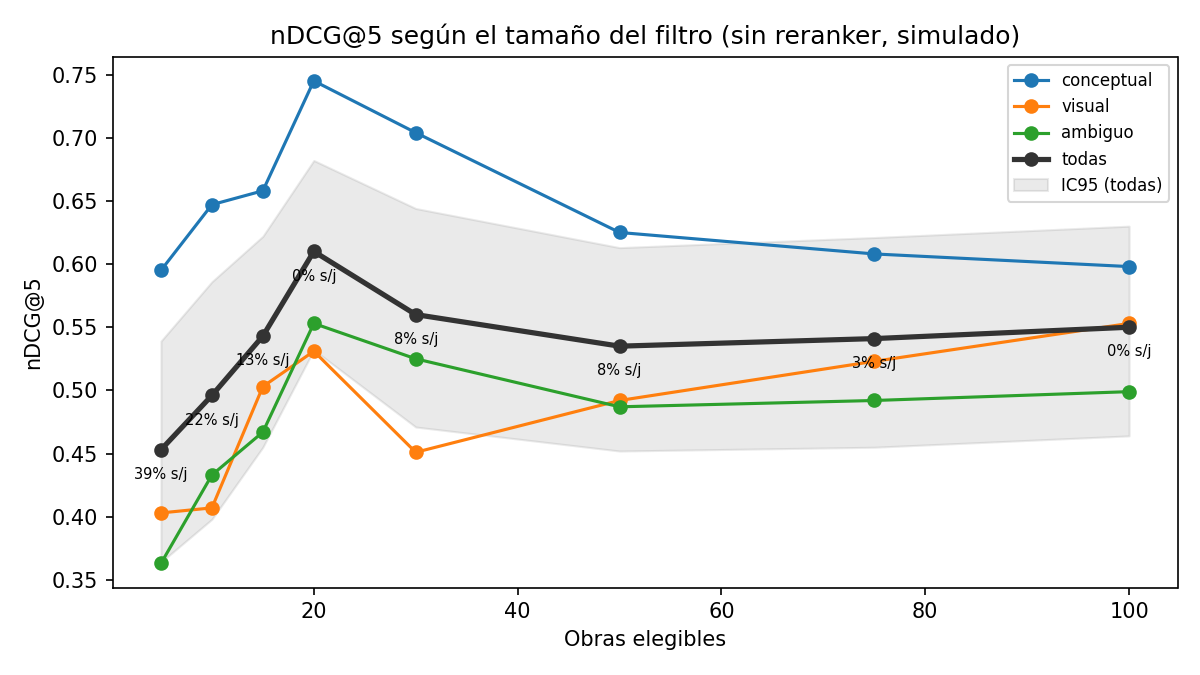 nDCG@5 según el tamaño del filtro (sin reranker, simulado)
conceptual
visual
ambiguo
todas
IC95 (todas)
nDCG@5
0.75
0.70
0.65
0.60
0.55
0.50
0.45
0.40
0.35
39% s/j
22% s/j
13% s/j
0% s/j
8% s/j
8% s/j
3% s/j
0% s/j
20
40
60
80
100
Obras elegibles